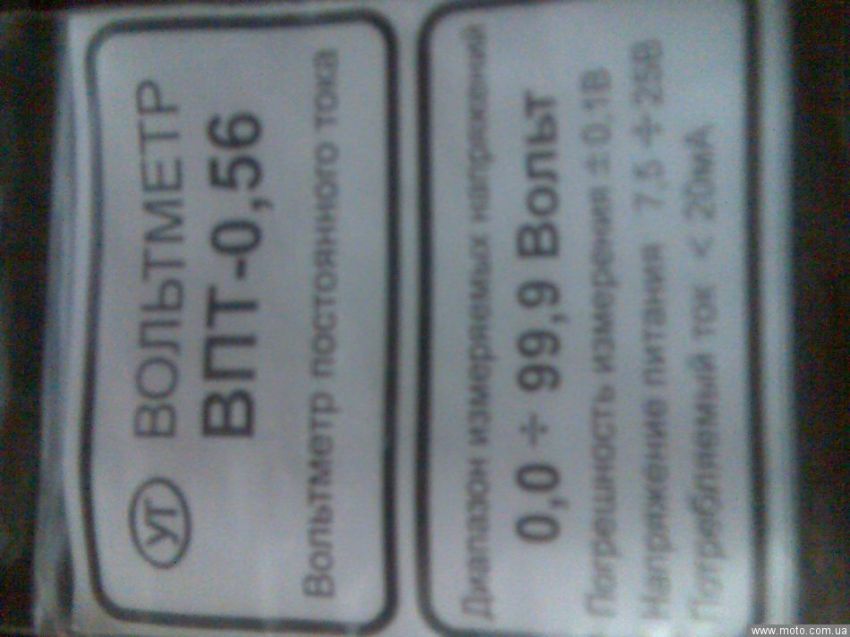 УТ ВОЛЬТМЕТР
ВПТ-0,56
Вольтметр постоянного тока
Диапазон измеряемых напряжений
0,0 ÷ 99,9 Вольт
Погрешность измерения ± 0,1В
Напряжение питания 7,5 ÷ 25В
Потребляемый ток < 20мА
www.moto.com.ua